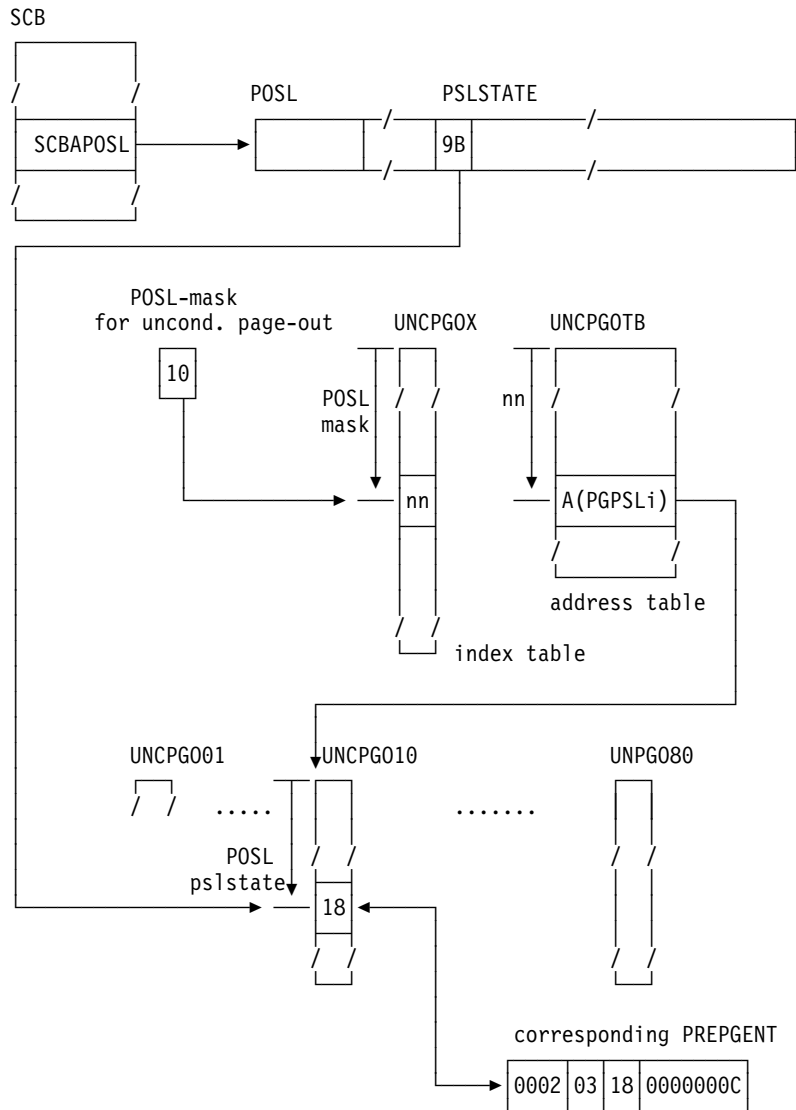 SCB
POSL PSLSTATE
SCBAPOSL 9B
POSL-mask
for uncond. page-out UNCPGOX UNCPGOTB
10
POSL nn
mask
nn A(PGPSLi)
address table
index table
UNCPGO01 UNCPGO10 UNPGO80
..... .......
POSL
pslstate
18
corresponding PREPGENT
0002 03 18 0000000C